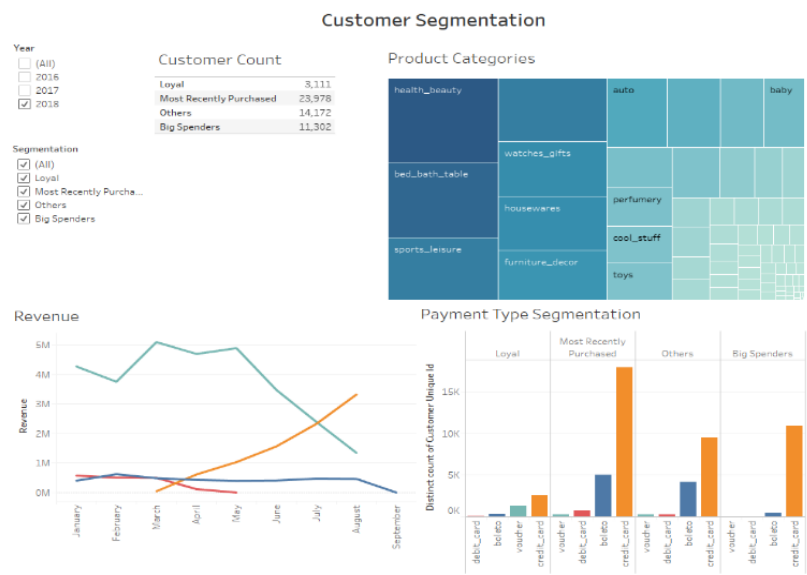 Customer Segmentation
Year
(All)
2016
2017
2018
Segmentation
(All)
Loyal
Most Recently Purcha...
Others
Big Spenders
Customer Count
Loyal 3,111
Most Recently Purchased 23,978
Others 14,172
Big Spenders 11,302
Product Categories
health_beauty
bed_bath_table
sports_leisure
watches_gifts
housewares
furniture_decor
auto
baby
perfumery
cool_stuff
toys
Revenue
Revenue
5M
4M
3M
2M
1M
0M
January
February
March
April
May
June
July
August
September
Payment Type Segmentation
Distinct count of Customer Unique Id
Loyal
Most Recently
Purchased
Others
Big Spenders
15K
10K
5K
0K
debit_card
boleto
voucher
credit_card
voucher
debit_card
boleto
credit_card
voucher
debit_card
boleto
credit_card
voucher
debit_card
boleto
credit_card